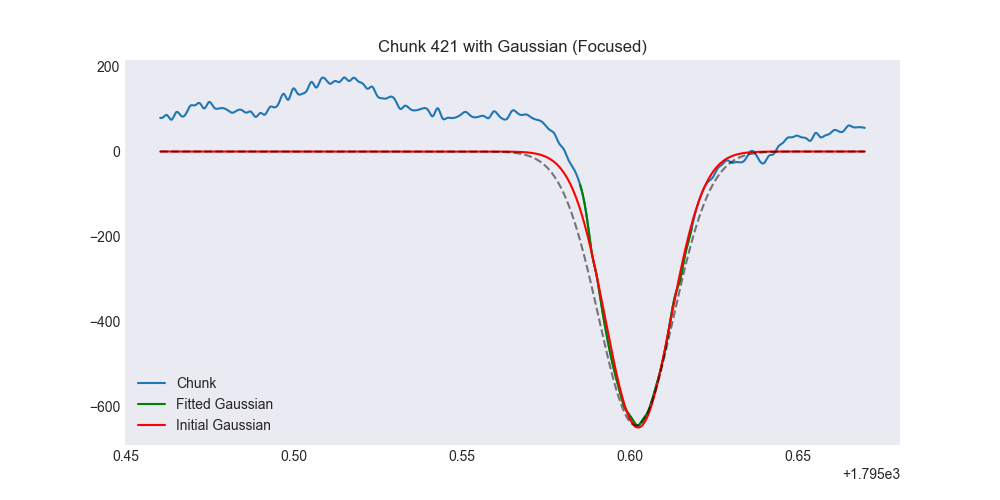 Chunk 421 with Gaussian (Focused)
200
0
−200
−400
−600
Chunk
Fitted Gaussian
Initial Gaussian
0.45 0.50 0.55 0.60 0.65
+1.795e3